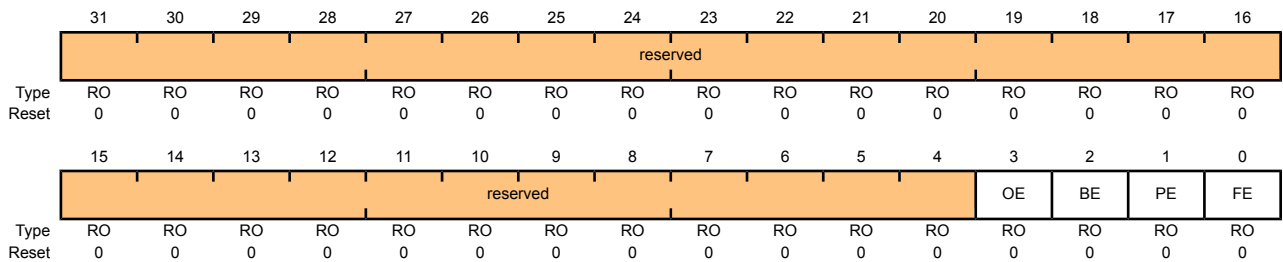 31 30 29 28 27 26 25 24 23 22 21 20 19 18 17 16
reserved
Type RO RO RO RO RO RO RO RO RO RO RO RO RO RO RO RO
Reset 0 0 0 0 0 0 0 0 0 0 0 0 0 0 0 0
15 14 13 12 11 10 9 8 7 6 5 4 3 2 1 0
reserved OE BE PE FE
Type RO RO RO RO RO RO RO RO RO RO RO RO RO RO RO RO
Reset 0 0 0 0 0 0 0 0 0 0 0 0 0 0 0 0